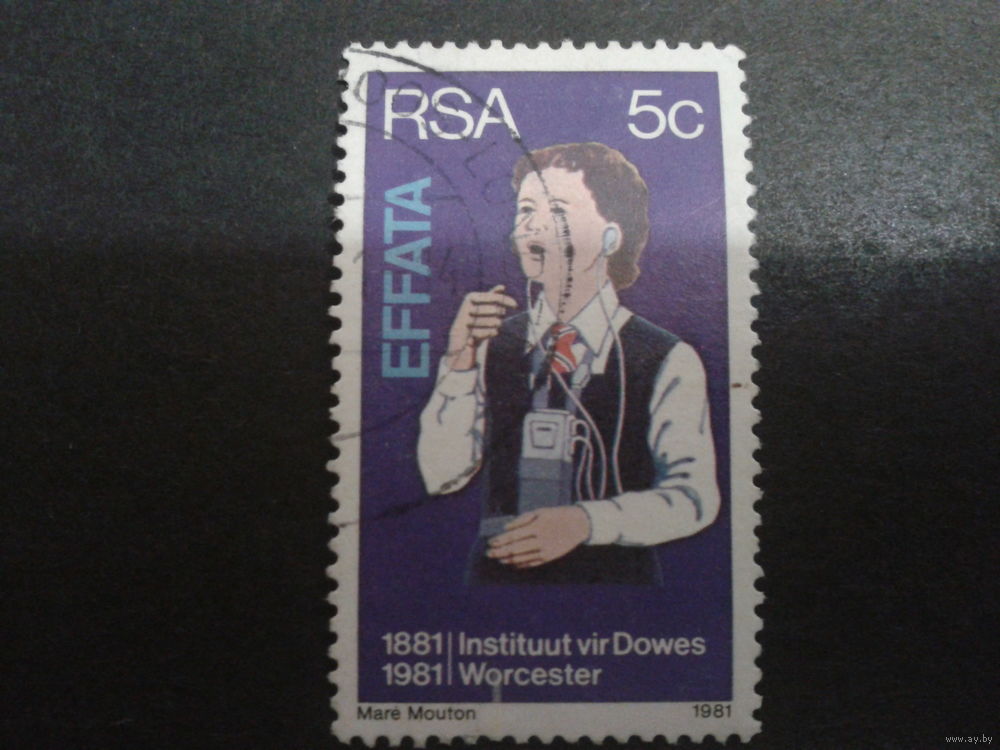 RSA 5c
EFFATA
1881 Instituut vir Dowes
1981 Worcester
Maré Mouton 1981
www.ay.by